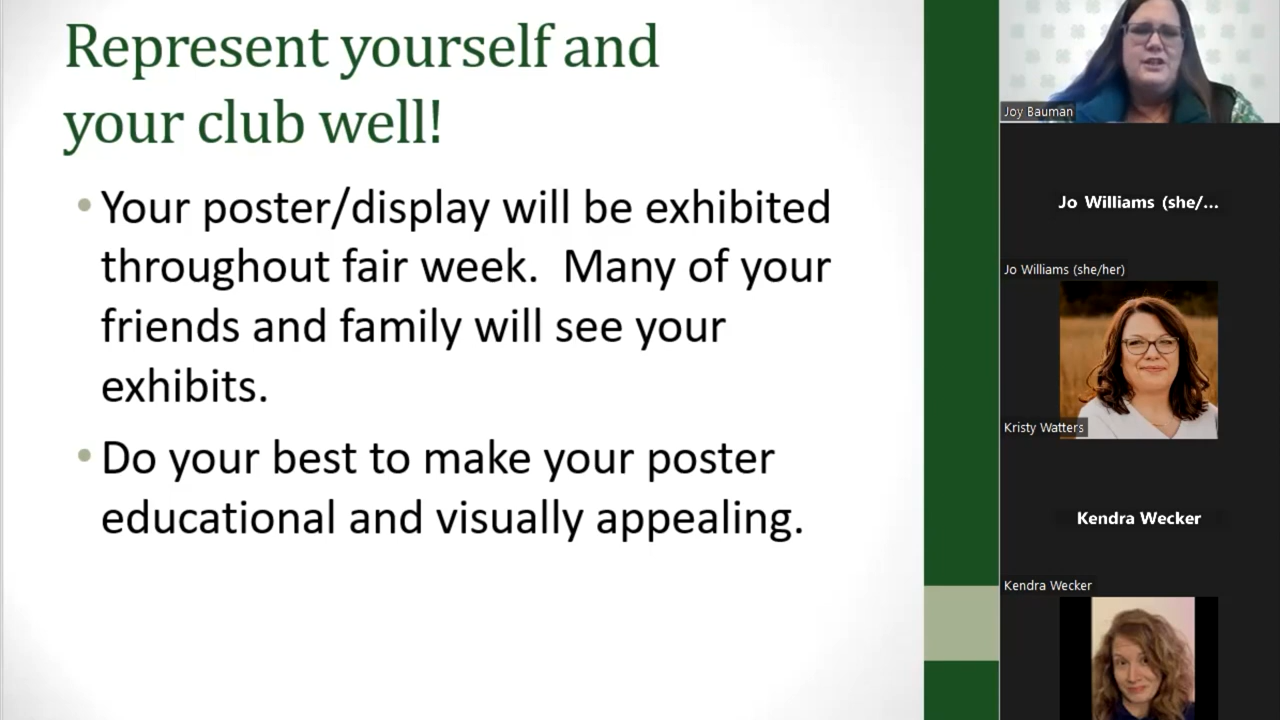 Represent yourself and
your club well!
• Your poster/display will be exhibited
throughout fair week.  Many of your
friends and family will see your
exhibits.
• Do your best to make your poster
educational and visually appealing.
Joy Bauman
Jo Williams (she/...
Jo Williams (she/her)
Kristy Watters
Kendra Wecker
Kendra Wecker